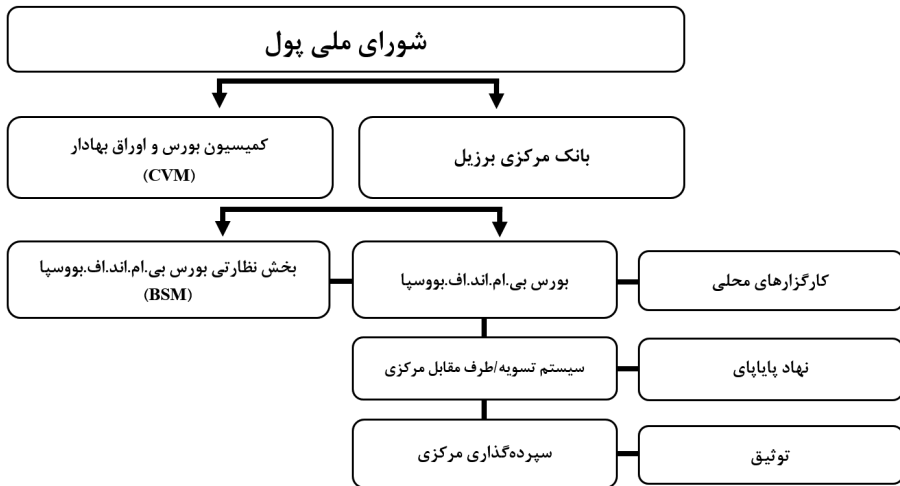 شورای ملی پول
کمیسیون بورس و اوراق بهادار
(CVM)
بانک مرکزی برزیل
بخش نظارتی بورس بی.ام.اند.اف.بووسپا
(BSM)
بورس بی.ام.اند.اف.بووسپا
کارگزارهای محلی
سیستم تسویه/طرف مقابل مرکزی
نهاد پایاپای
سپرده‌گذاری مرکزی
توثیق